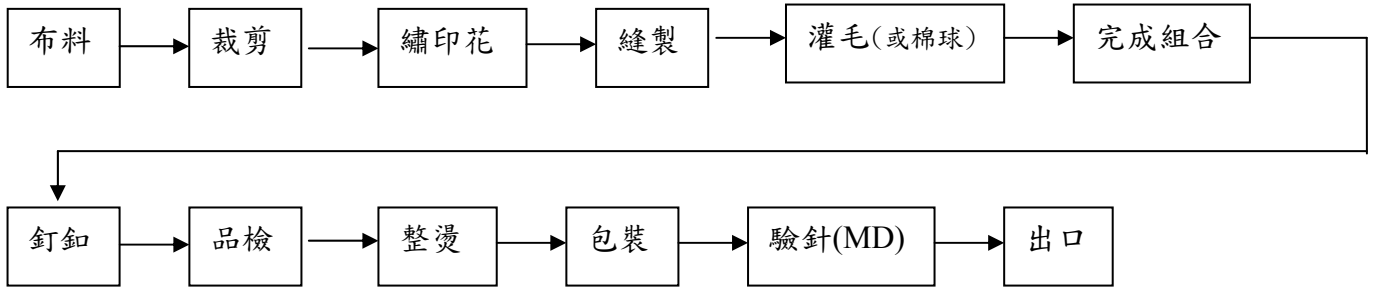 布料 裁剪 繡印花 縫製 灌毛(或棉球) 完成組合
釘釦 品檢 整燙 包裝 驗針(MD) 出口